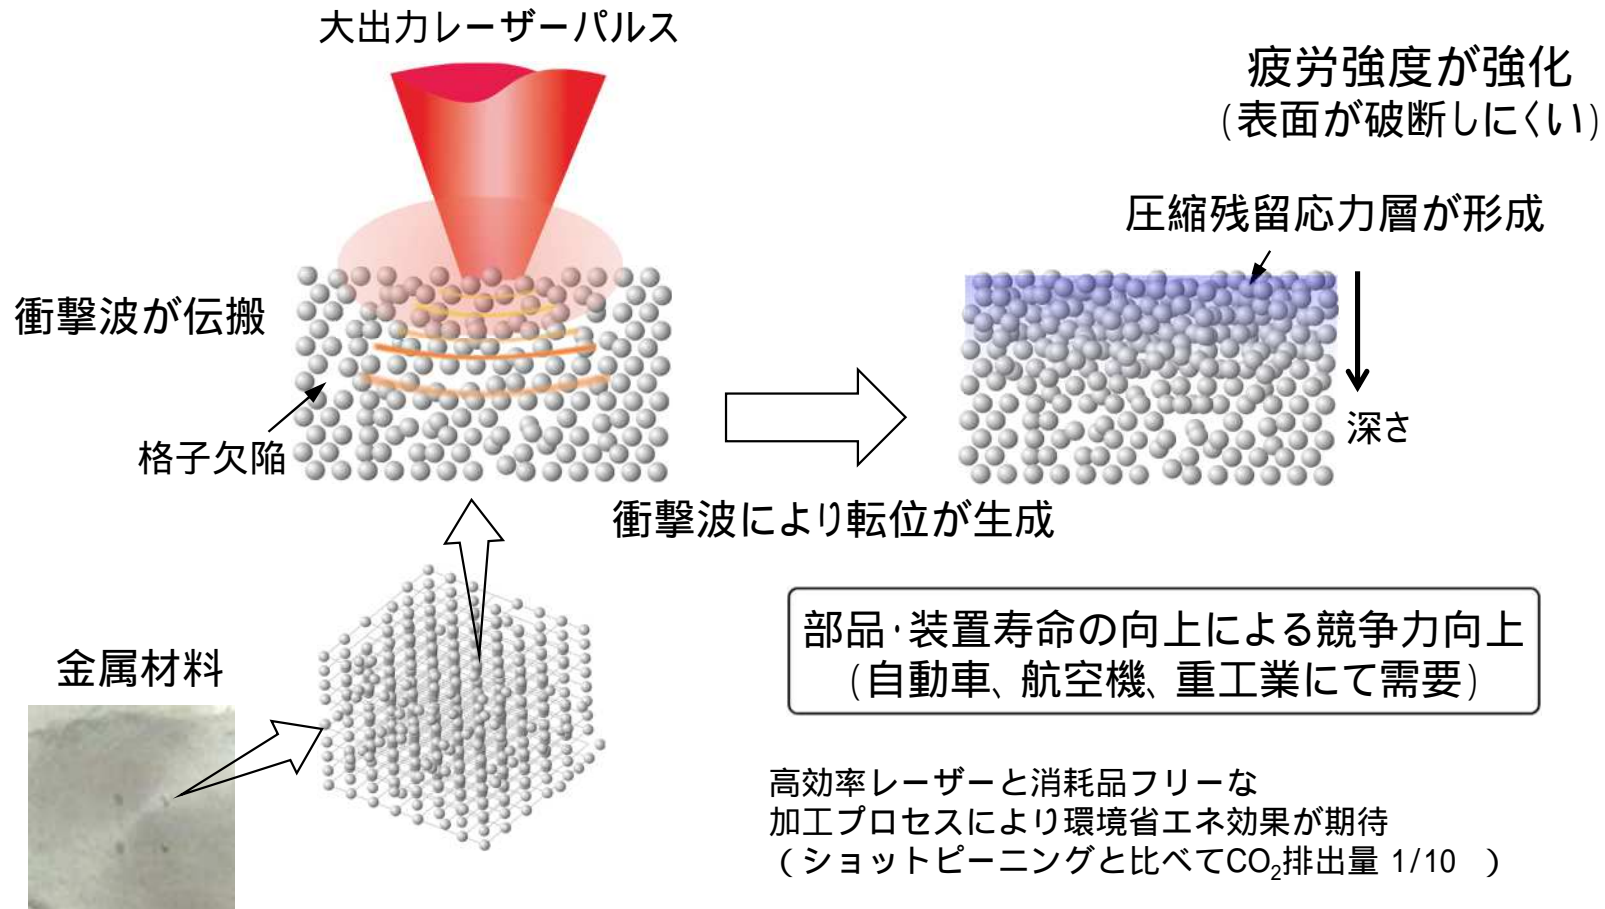 大出力レーザーパルス
疲労強度が強化
(表面が破断しにくい)
圧縮残留応力層が形成
衝撃波が伝搬
格子欠陥
深さ
衝撃波により転位が生成
金属材料
部品・装置寿命の向上による競争力向上
(自動車、航空機、重工業にて需要)
高効率レーザーと消耗品フリーな
加工プロセスにより環境省エネ効果が期待
(ショットピーニングと比べてCO₂排出量 1/10 )